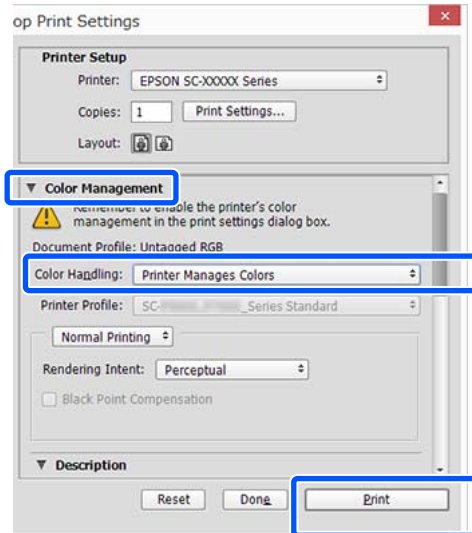 op Print Settings
Printer Setup
Printer: EPSON SC-XXXXX Series
Copies: 1 Print Settings...
Layout:
Color Management
Remember to enable the printer's color
management in the print settings dialog box.
Document Profile: Untagged RGB
Color Handling: Printer Manages Colors
Printer Profile: SC- _Series Standard
Normal Printing
Rendering Intent: Perceptual
Black Point Compensation
Description
Reset Done Print